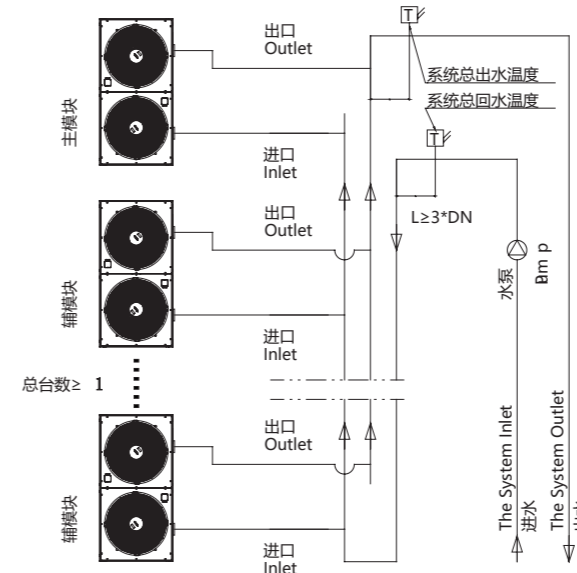 出口
Outlet
T
系统总出水温度
系统总回水温度
T
主模块
进口
Inlet
出口
Outlet
L≥3*DN
水泵
辅模块
进口
Inlet
总台数≥ 1
出口
Outlet
The System Inlet
进水
The System Outlet
辅模块
进口
Inlet